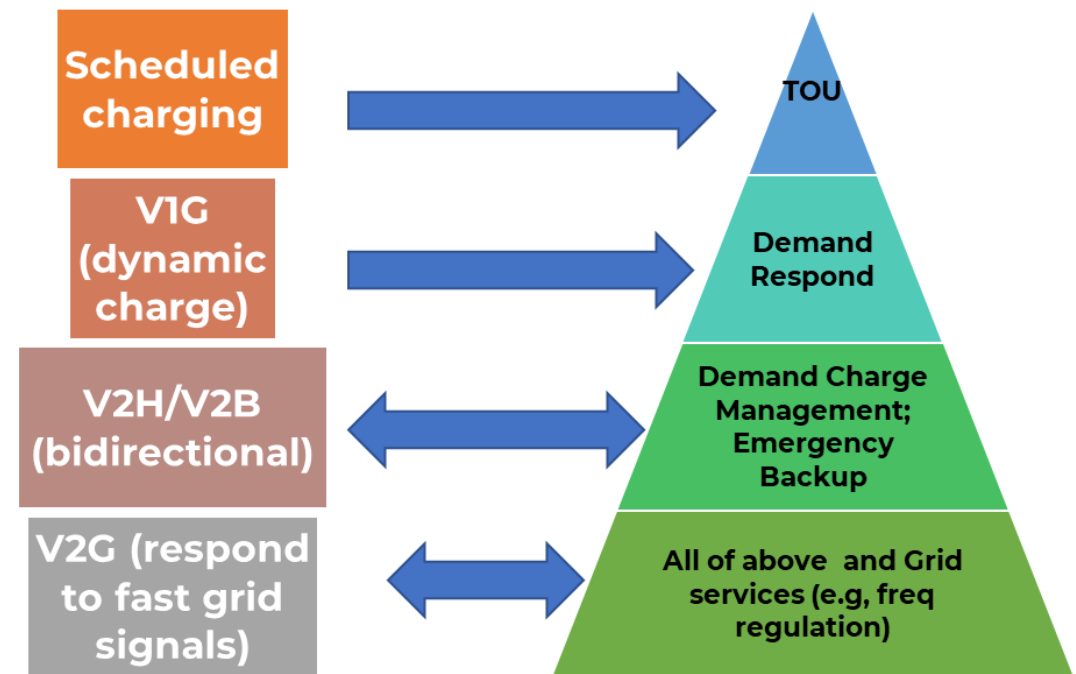 Scheduled
charging
TOU
V1G
(dynamic
charge)
Demand
Respond
V2H/V2B
(bidirectional)
Demand Charge
Management;
Emergency
Backup
V2G (respond
to fast grid
signals)
All of above  and Grid
services (e.g, freq
regulation)